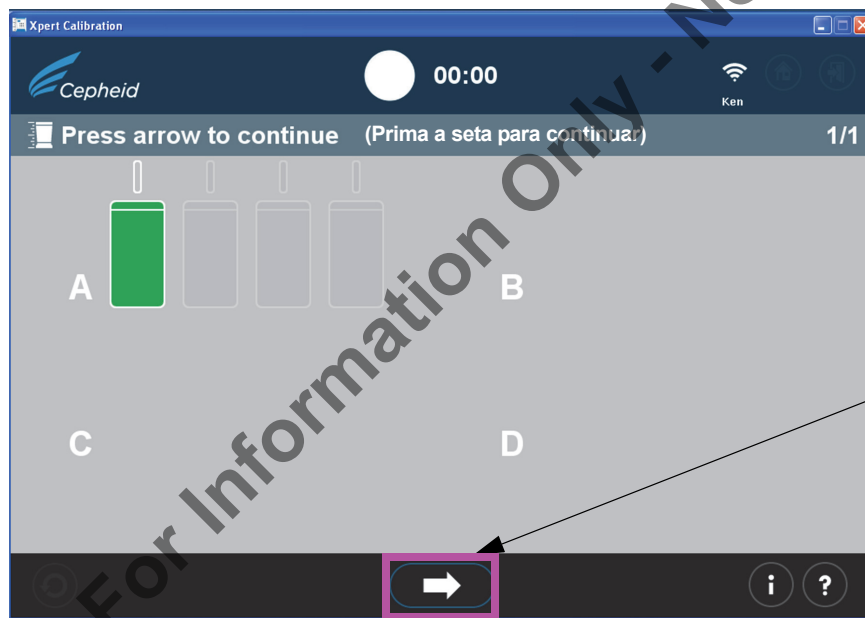 Xpert Calibration
Cepheid
00:00
Ken
Press arrow to continue (Prima a seta para continuar) 1/1
A
B
C
D
i ?
For Information Only - No